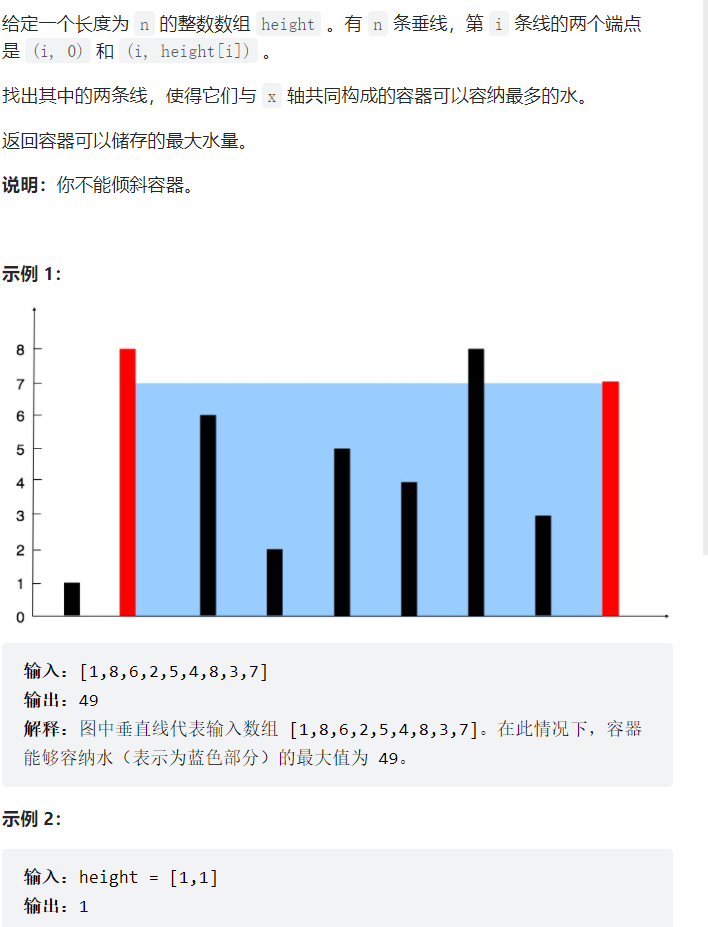 给定一个长度为 n 的整数数组 height 。有 n 条垂线，第 i 条线的两个端点
是 (i, 0) 和 (i, height[i]) 。
找出其中的两条线，使得它们与 x 轴共同构成的容器可以容纳最多的水。
返回容器可以储存的最大水量。
说明：你不能倾斜容器。
示例 1：
8
7
6
5
4
3
2
1
0
输入：[1,8,6,2,5,4,8,3,7]
输出：49
解释：图中垂直线代表输入数组 [1,8,6,2,5,4,8,3,7]。在此情况下，容器
能够容纳水（表示为蓝色部分）的最大值为 49。
示例 2：
输入：height = [1,1]
输出：1